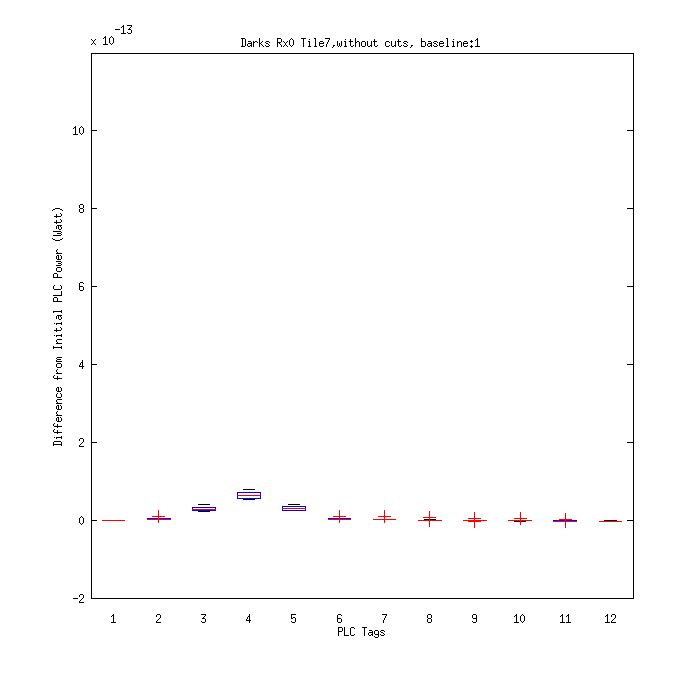 x 10-13
Darks Rx0 Tile7,without cuts, baseline:1
10
8
6
4
2
0
-2
Difference from Initial PLC Power (Watt)
1 2 3 4 5 6 7 8 9 10 11 12
PLC Tags